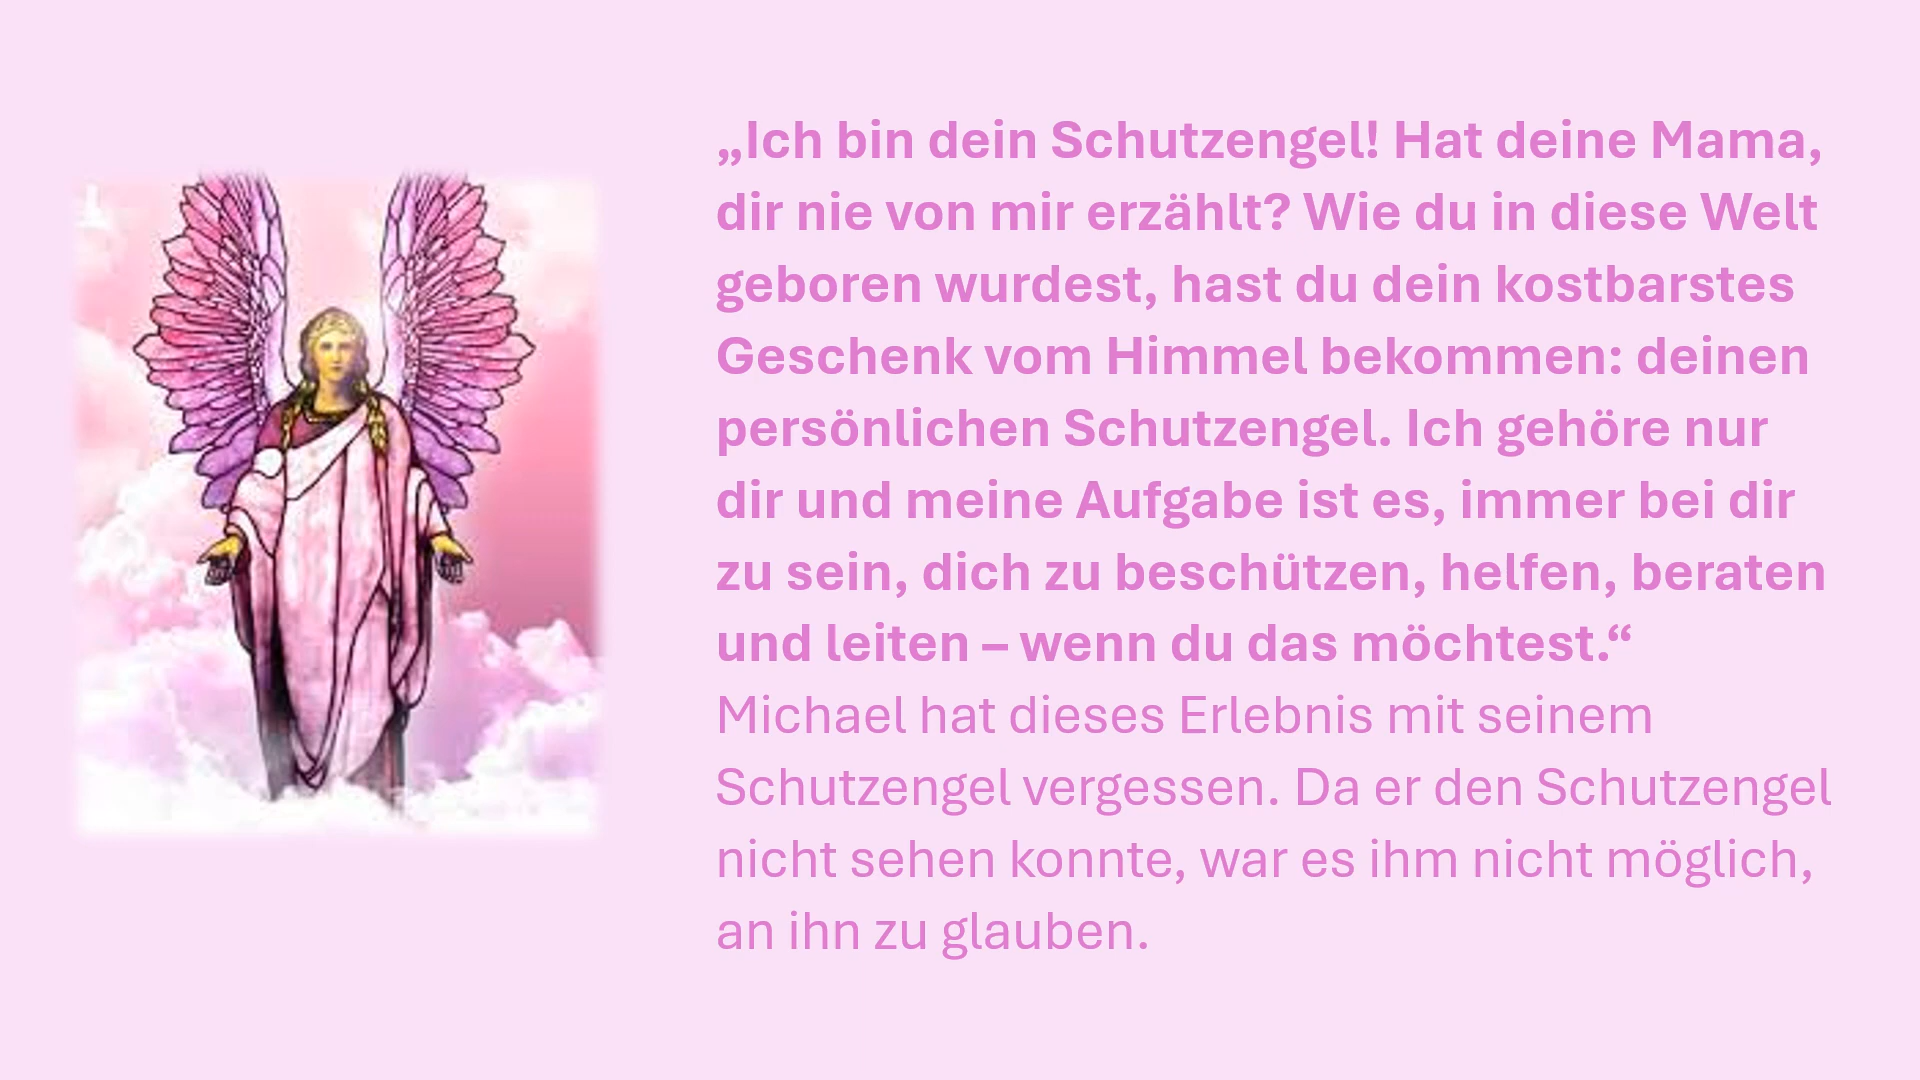 „Ich bin dein Schutzengel! Hat deine Mama,
dir nie von mir erzählt? Wie du in diese Welt
geboren wurdest, hast du dein kostbarstes
Geschenk vom Himmel bekommen: deinen
persönlichen Schutzengel. Ich gehöre nur
dir und meine Aufgabe ist es, immer bei dir
zu sein, dich zu beschützen, helfen, beraten
und leiten – wenn du das möchtest.“
Michael hat dieses Erlebnis mit seinem
Schutzengel vergessen. Da er den Schutzengel
nicht sehen konnte, war es ihm nicht möglich,
an ihn zu glauben.